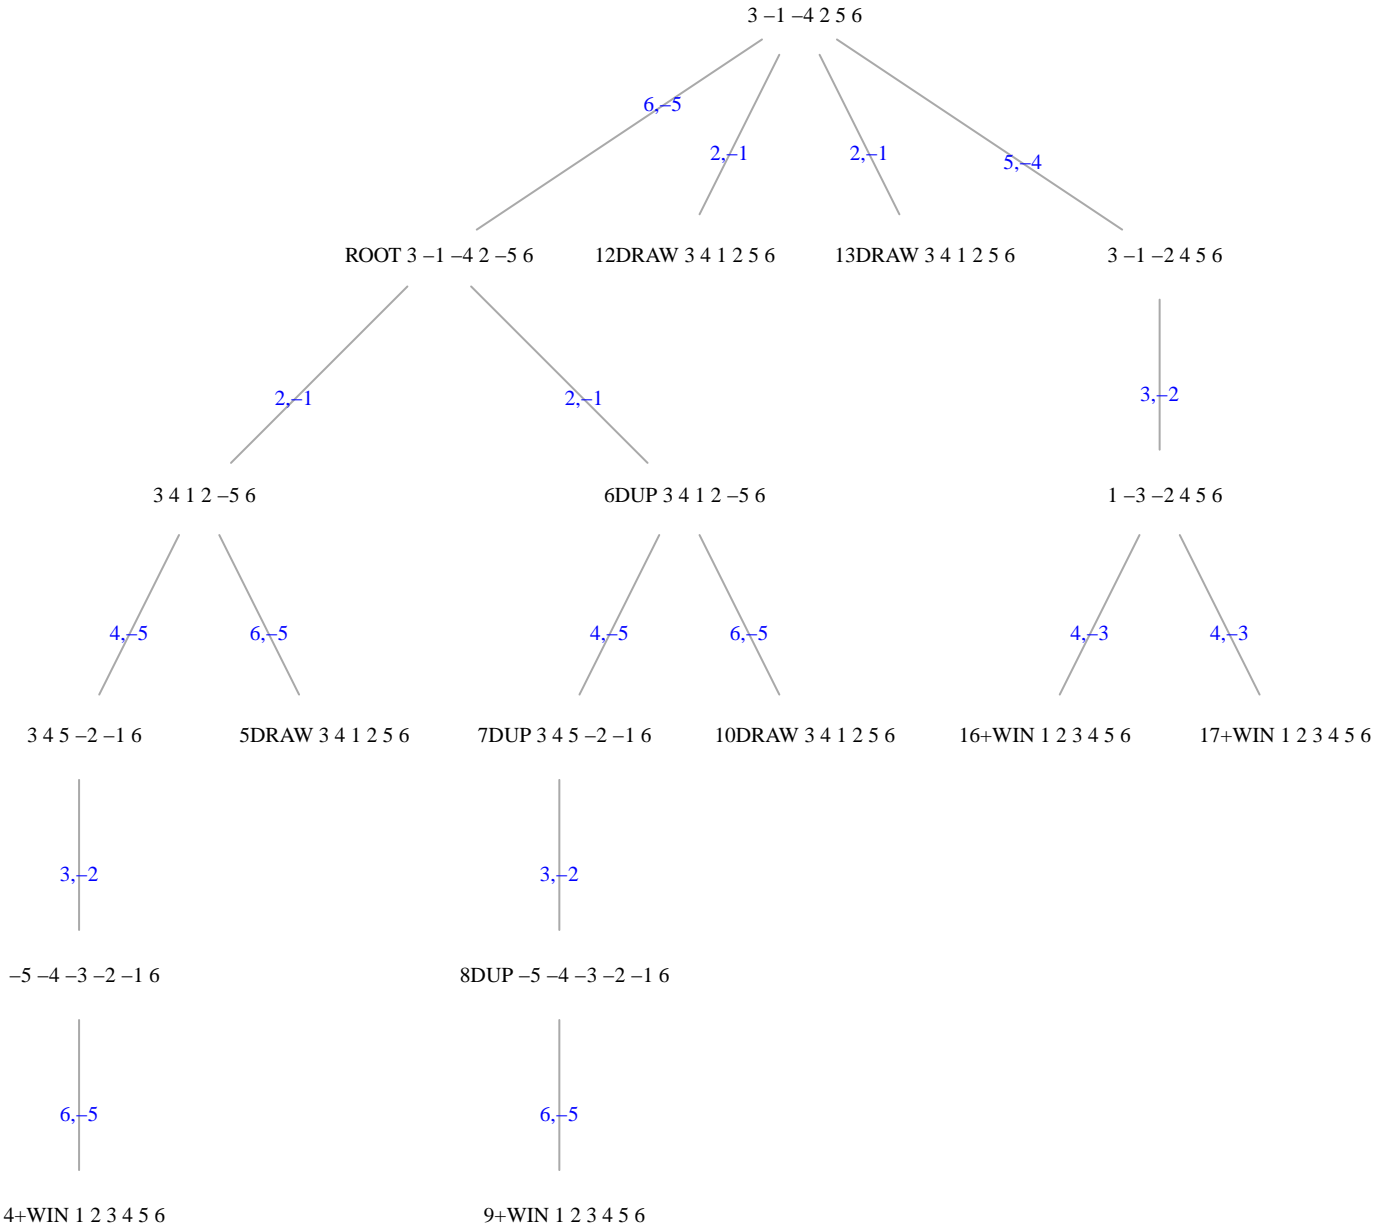 3 –1 –4 2 5 6
6,–5
2,–1
2,–1
5,–4
ROOT 3 –1 –4 2 –5 6
12DRAW 3 4 1 2 5 6
13DRAW 3 4 1 2 5 6
3 –1 –2 4 5 6
2,–1
2,–1
3,–2
3 4 1 2 –5 6
6DUP 3 4 1 2 –5 6
1 –3 –2 4 5 6
4,–5
6,–5
4,–5
6,–5
4,–3
4,–3
3 4 5 –2 –1 6
5DRAW 3 4 1 2 5 6
7DUP 3 4 5 –2 –1 6
10DRAW 3 4 1 2 5 6
16+WIN 1 2 3 4 5 6
17+WIN 1 2 3 4 5 6
3,–2
3,–2
–5 –4 –3 –2 –1 6
8DUP –5 –4 –3 –2 –1 6
6,–5
6,–5
4+WIN 1 2 3 4 5 6
9+WIN 1 2 3 4 5 6